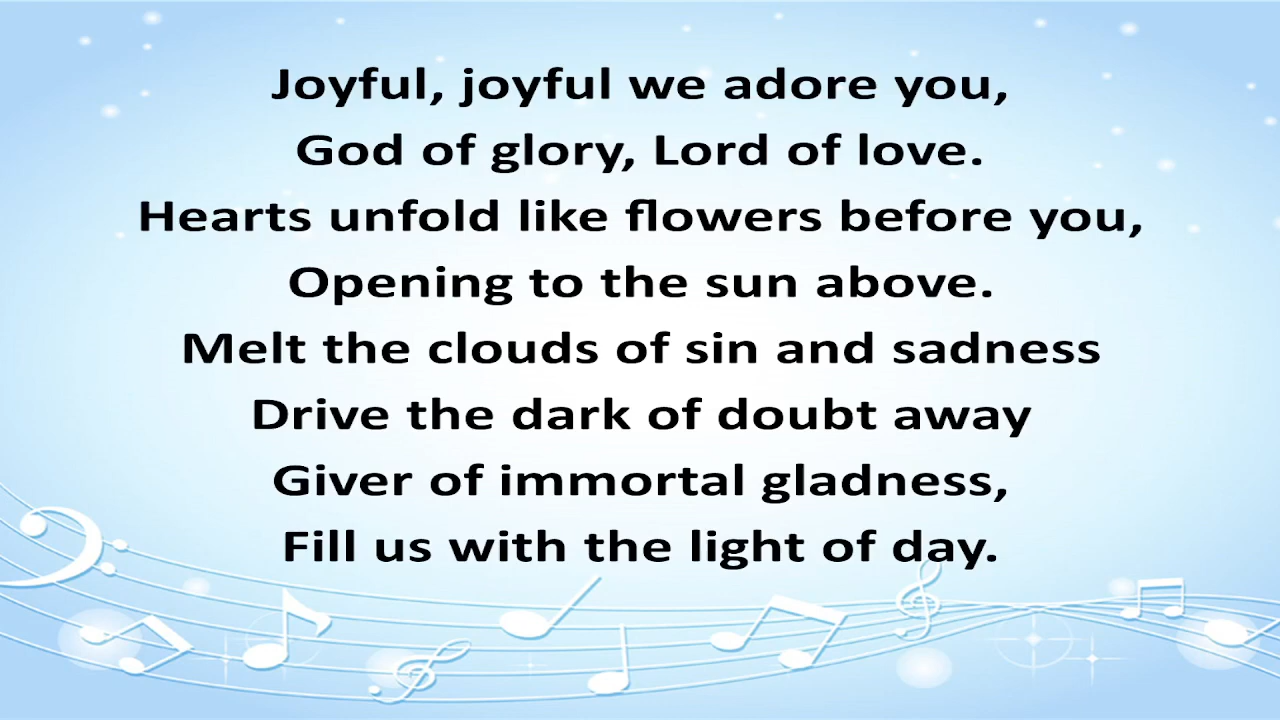 Joyful, joyful we adore you,
God of glory, Lord of love.
Hearts unfold like flowers before you,
Opening to the sun above.
Melt the clouds of sin and sadness
Drive the dark of doubt away
Giver of immortal gladness,
Fill us with the light of day.